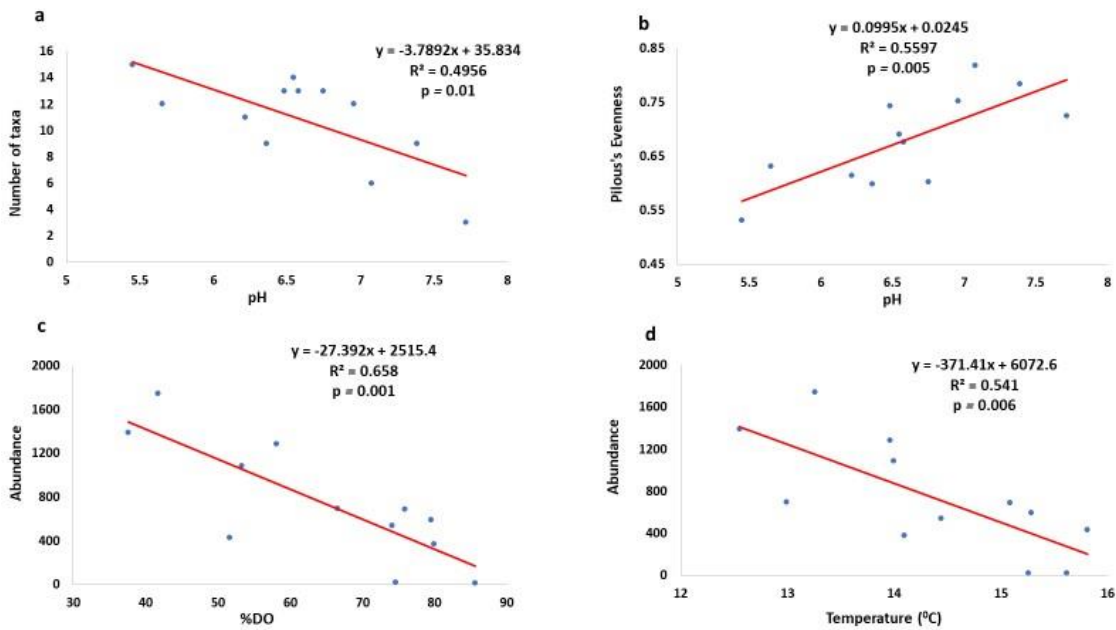 a
y = -3.7892x + 35.834
R² = 0.4956
p = 0.01
Number of taxa
16
14
12
10
8
6
4
2
0
5 5.5 6 6.5 7 7.5 8
pH
b
y = 0.0995x + 0.0245
R² = 0.5597
p = 0.005
Pilous's Evenness
0.85
0.75
0.65
0.55
0.45
5 5.5 6 6.5 7 7.5 8
pH
c
y = -27.392x + 2515.4
R² = 0.658
p = 0.001
Abundance
2000
1600
1200
800
400
0
30 40 50 60 70 80 90
%DO
d
y = -371.41x + 6072.6
R² = 0.541
p = 0.006
Abundance
2000
1600
1200
800
400
0
12 13 14 15 16
Temperature (⁰C)